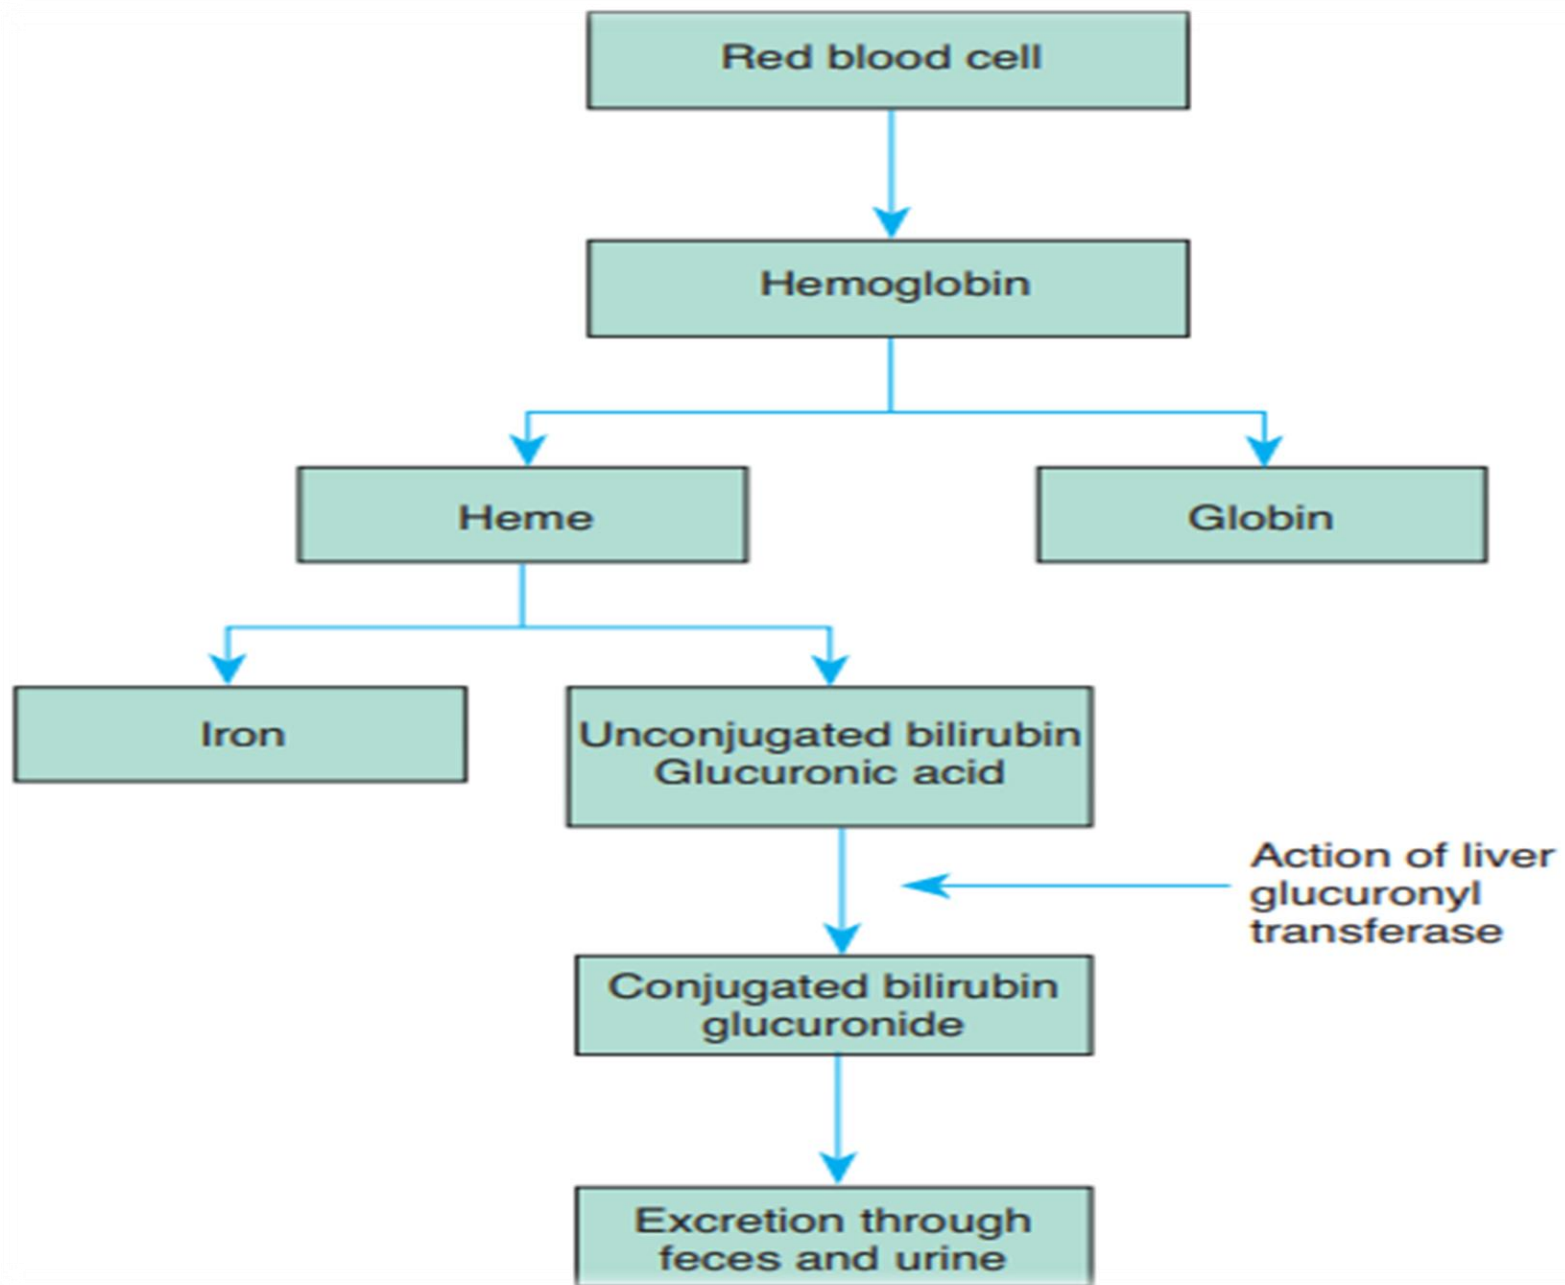 Red blood cell
Hemoglobin
Heme
Globin
Iron
Unconjugated bilirubin
Glucuronic acid
Action of liver
glucuronyl
transferase
Conjugated bilirubin
glucuronide
Excretion through
feces and urine